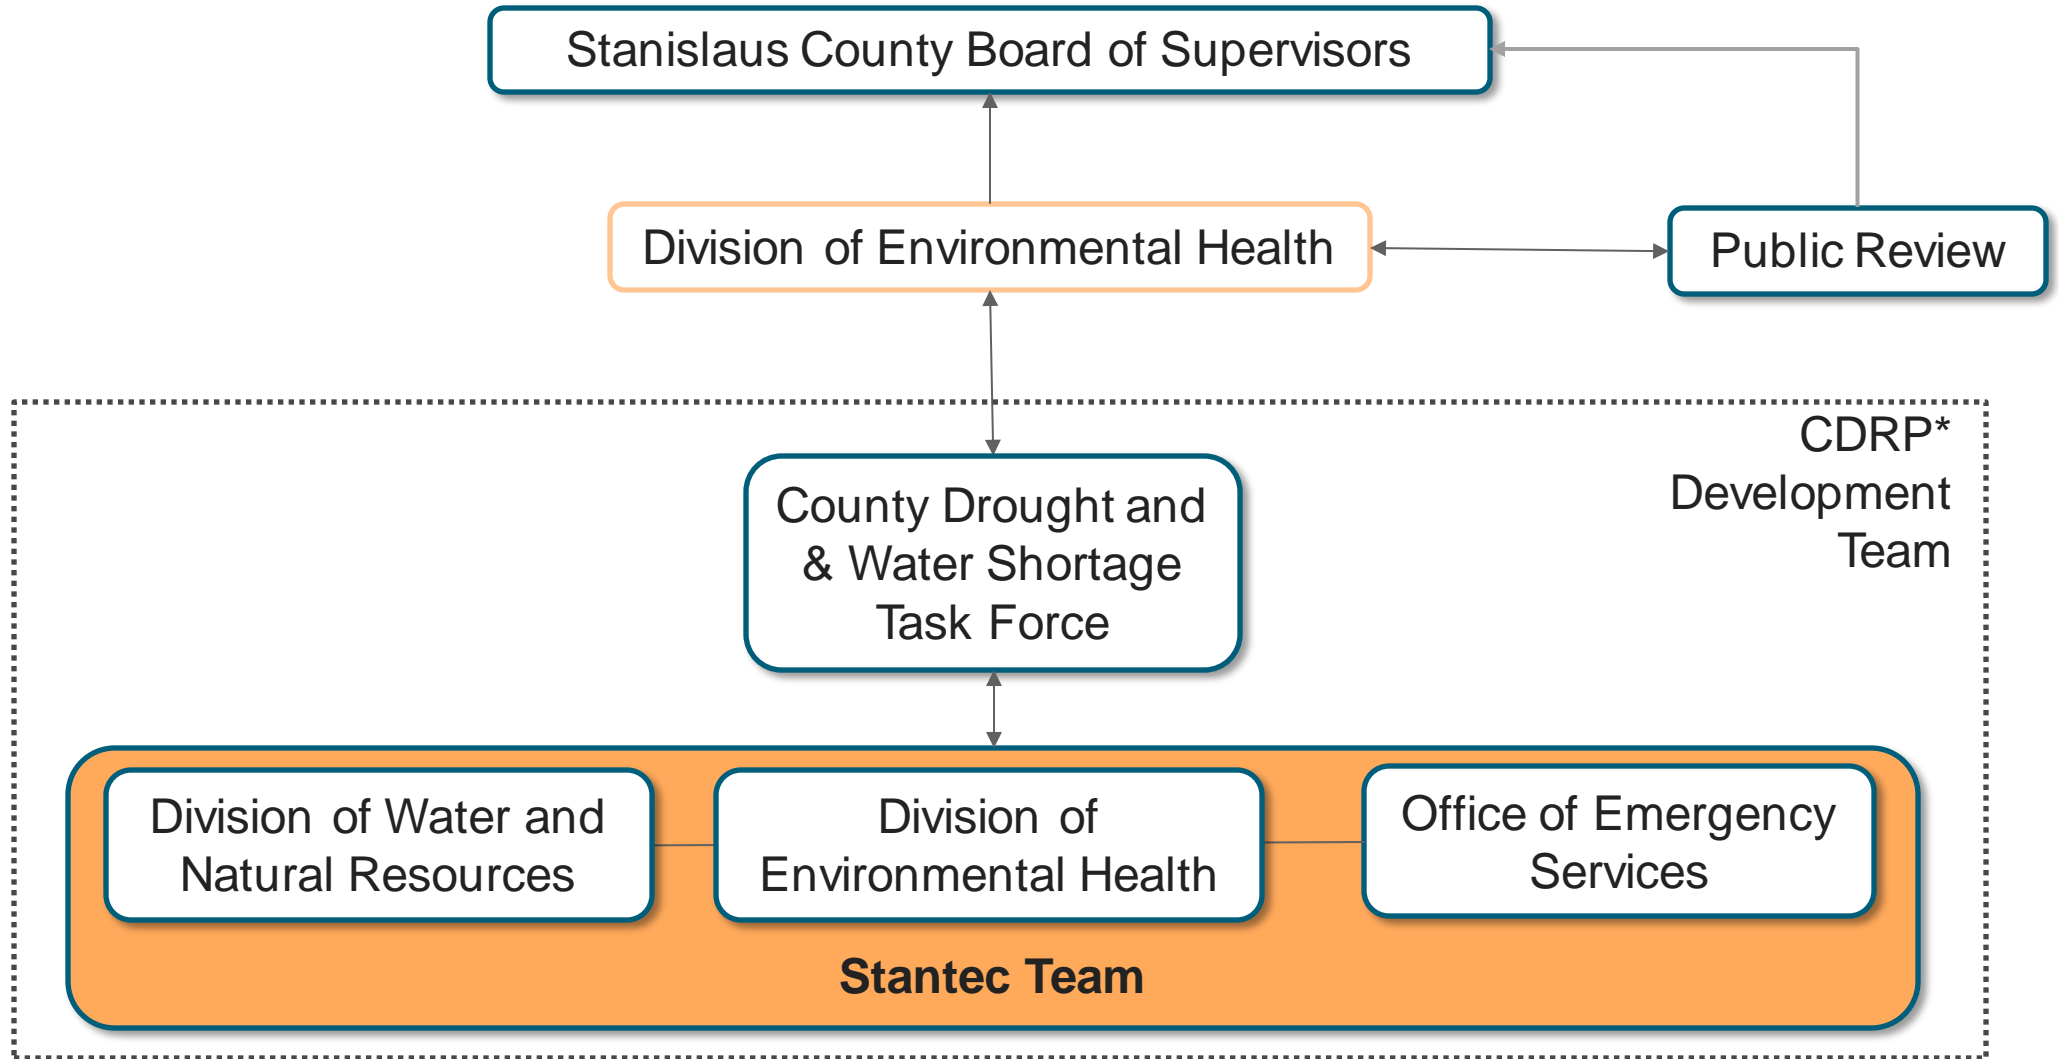 Stanislaus County Board of Supervisors
Division of Environmental Health
Public Review
CDRP*
Development
Team
County Drought and
& Water Shortage
Task Force
Division of Water and
Natural Resources
Division of
Environmental Health
Office of Emergency
Services
Stantec Team